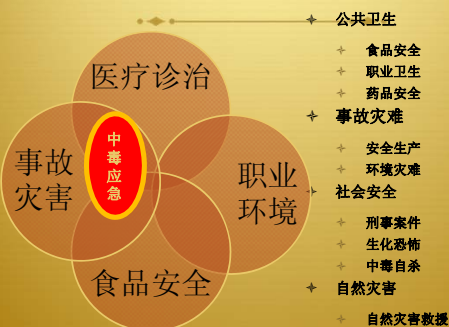 医疗诊治
中
毒
应
急
事故
灾害
职业
环境
食品安全
公共卫生
食品安全
职业卫生
药品安全
事故灾难
安全生产
环境灾难
社会安全
刑事案件
生化恐怖
中毒自杀
自然灾害
自然灾害救援